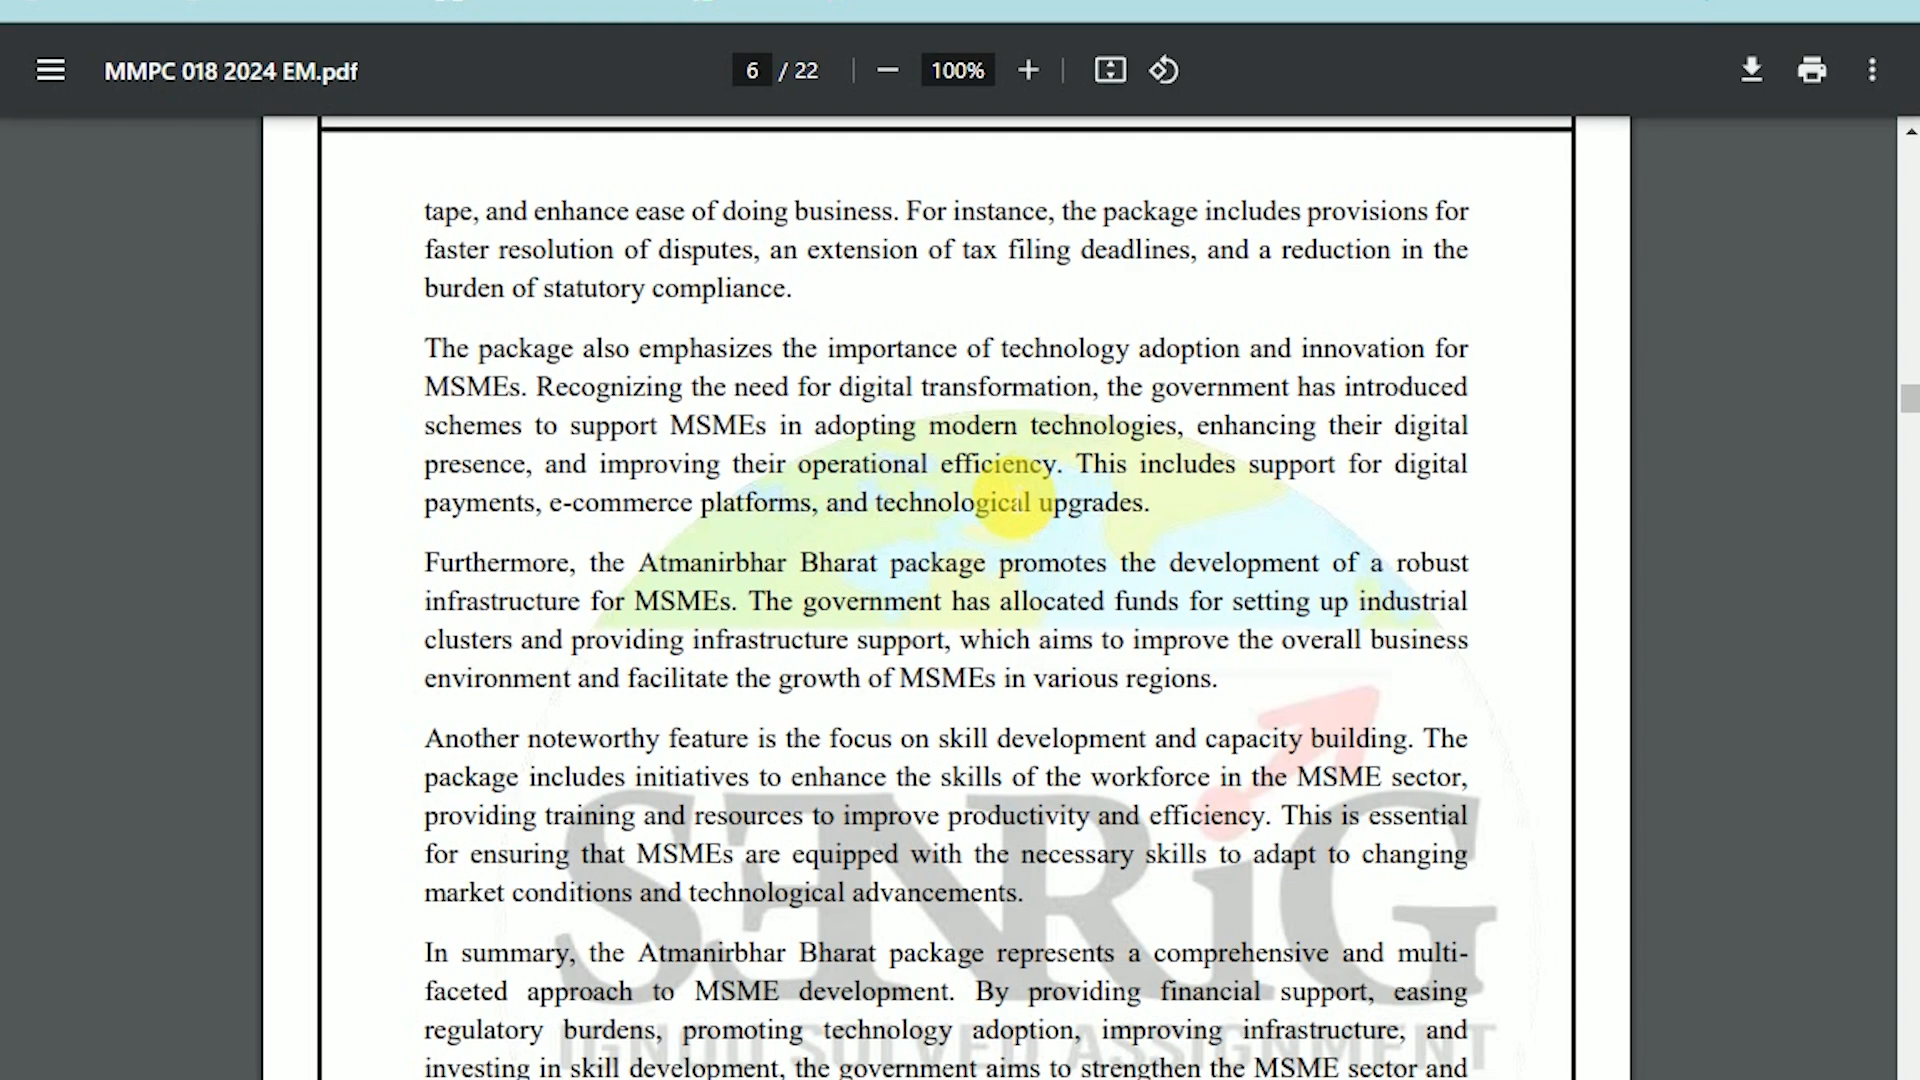 MMPC 018 2024 EM.pdf
6 / 22
100%
tape, and enhance ease of doing business. For instance, the package includes provisions for
faster resolution of disputes, an extension of tax filing deadlines, and a reduction in the
burden of statutory compliance.
The package also emphasizes the importance of technology adoption and innovation for
MSMEs. Recognizing the need for digital transformation, the government has introduced
schemes to support MSMEs in adopting modern technologies, enhancing their digital
presence, and improving their operational efficiency. This includes support for digital
payments, e-commerce platforms, and technological upgrades.
Furthermore, the Atmanirbhar Bharat package promotes the development of a robust
infrastructure for MSMEs. The government has allocated funds for setting up industrial
clusters and providing infrastructure support, which aims to improve the overall business
environment and facilitate the growth of MSMEs in various regions.
Another noteworthy feature is the focus on skill development and capacity building. The
package includes initiatives to enhance the skills of the workforce in the MSME sector,
providing training and resources to improve productivity and efficiency. This is essential
for ensuring that MSMEs are equipped with the necessary skills to adapt to changing
market conditions and technological advancements.
In summary, the Atmanirbhar Bharat package represents a comprehensive and multi-
faceted approach to MSME development. By providing financial support, easing
regulatory burdens, promoting technology adoption, improving infrastructure, and
investing in skill development, the government aims to strengthen the MSME sector and
SENRiG
IGNOU SOLVED ASSIGNMENT